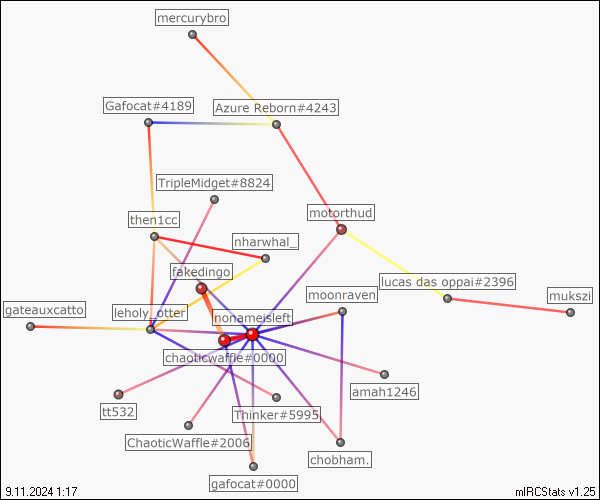 mercurybro
Gafocat#4189
Azure Reborn#4243
TripleMidget#8824
then1cc
motorthud
nharwhal_
fakedingo
lucas das oppai#2396
moonraven
mukszi
gateauxcatto
leholy_otter
nonameisleft
chaoticwaffle#0000
amah1246
tt532
Thinker#5995
ChaoticWaffle#2006
chobham.
gafocat#0000
9.11.2024 1:17
mIRCStats v1.25